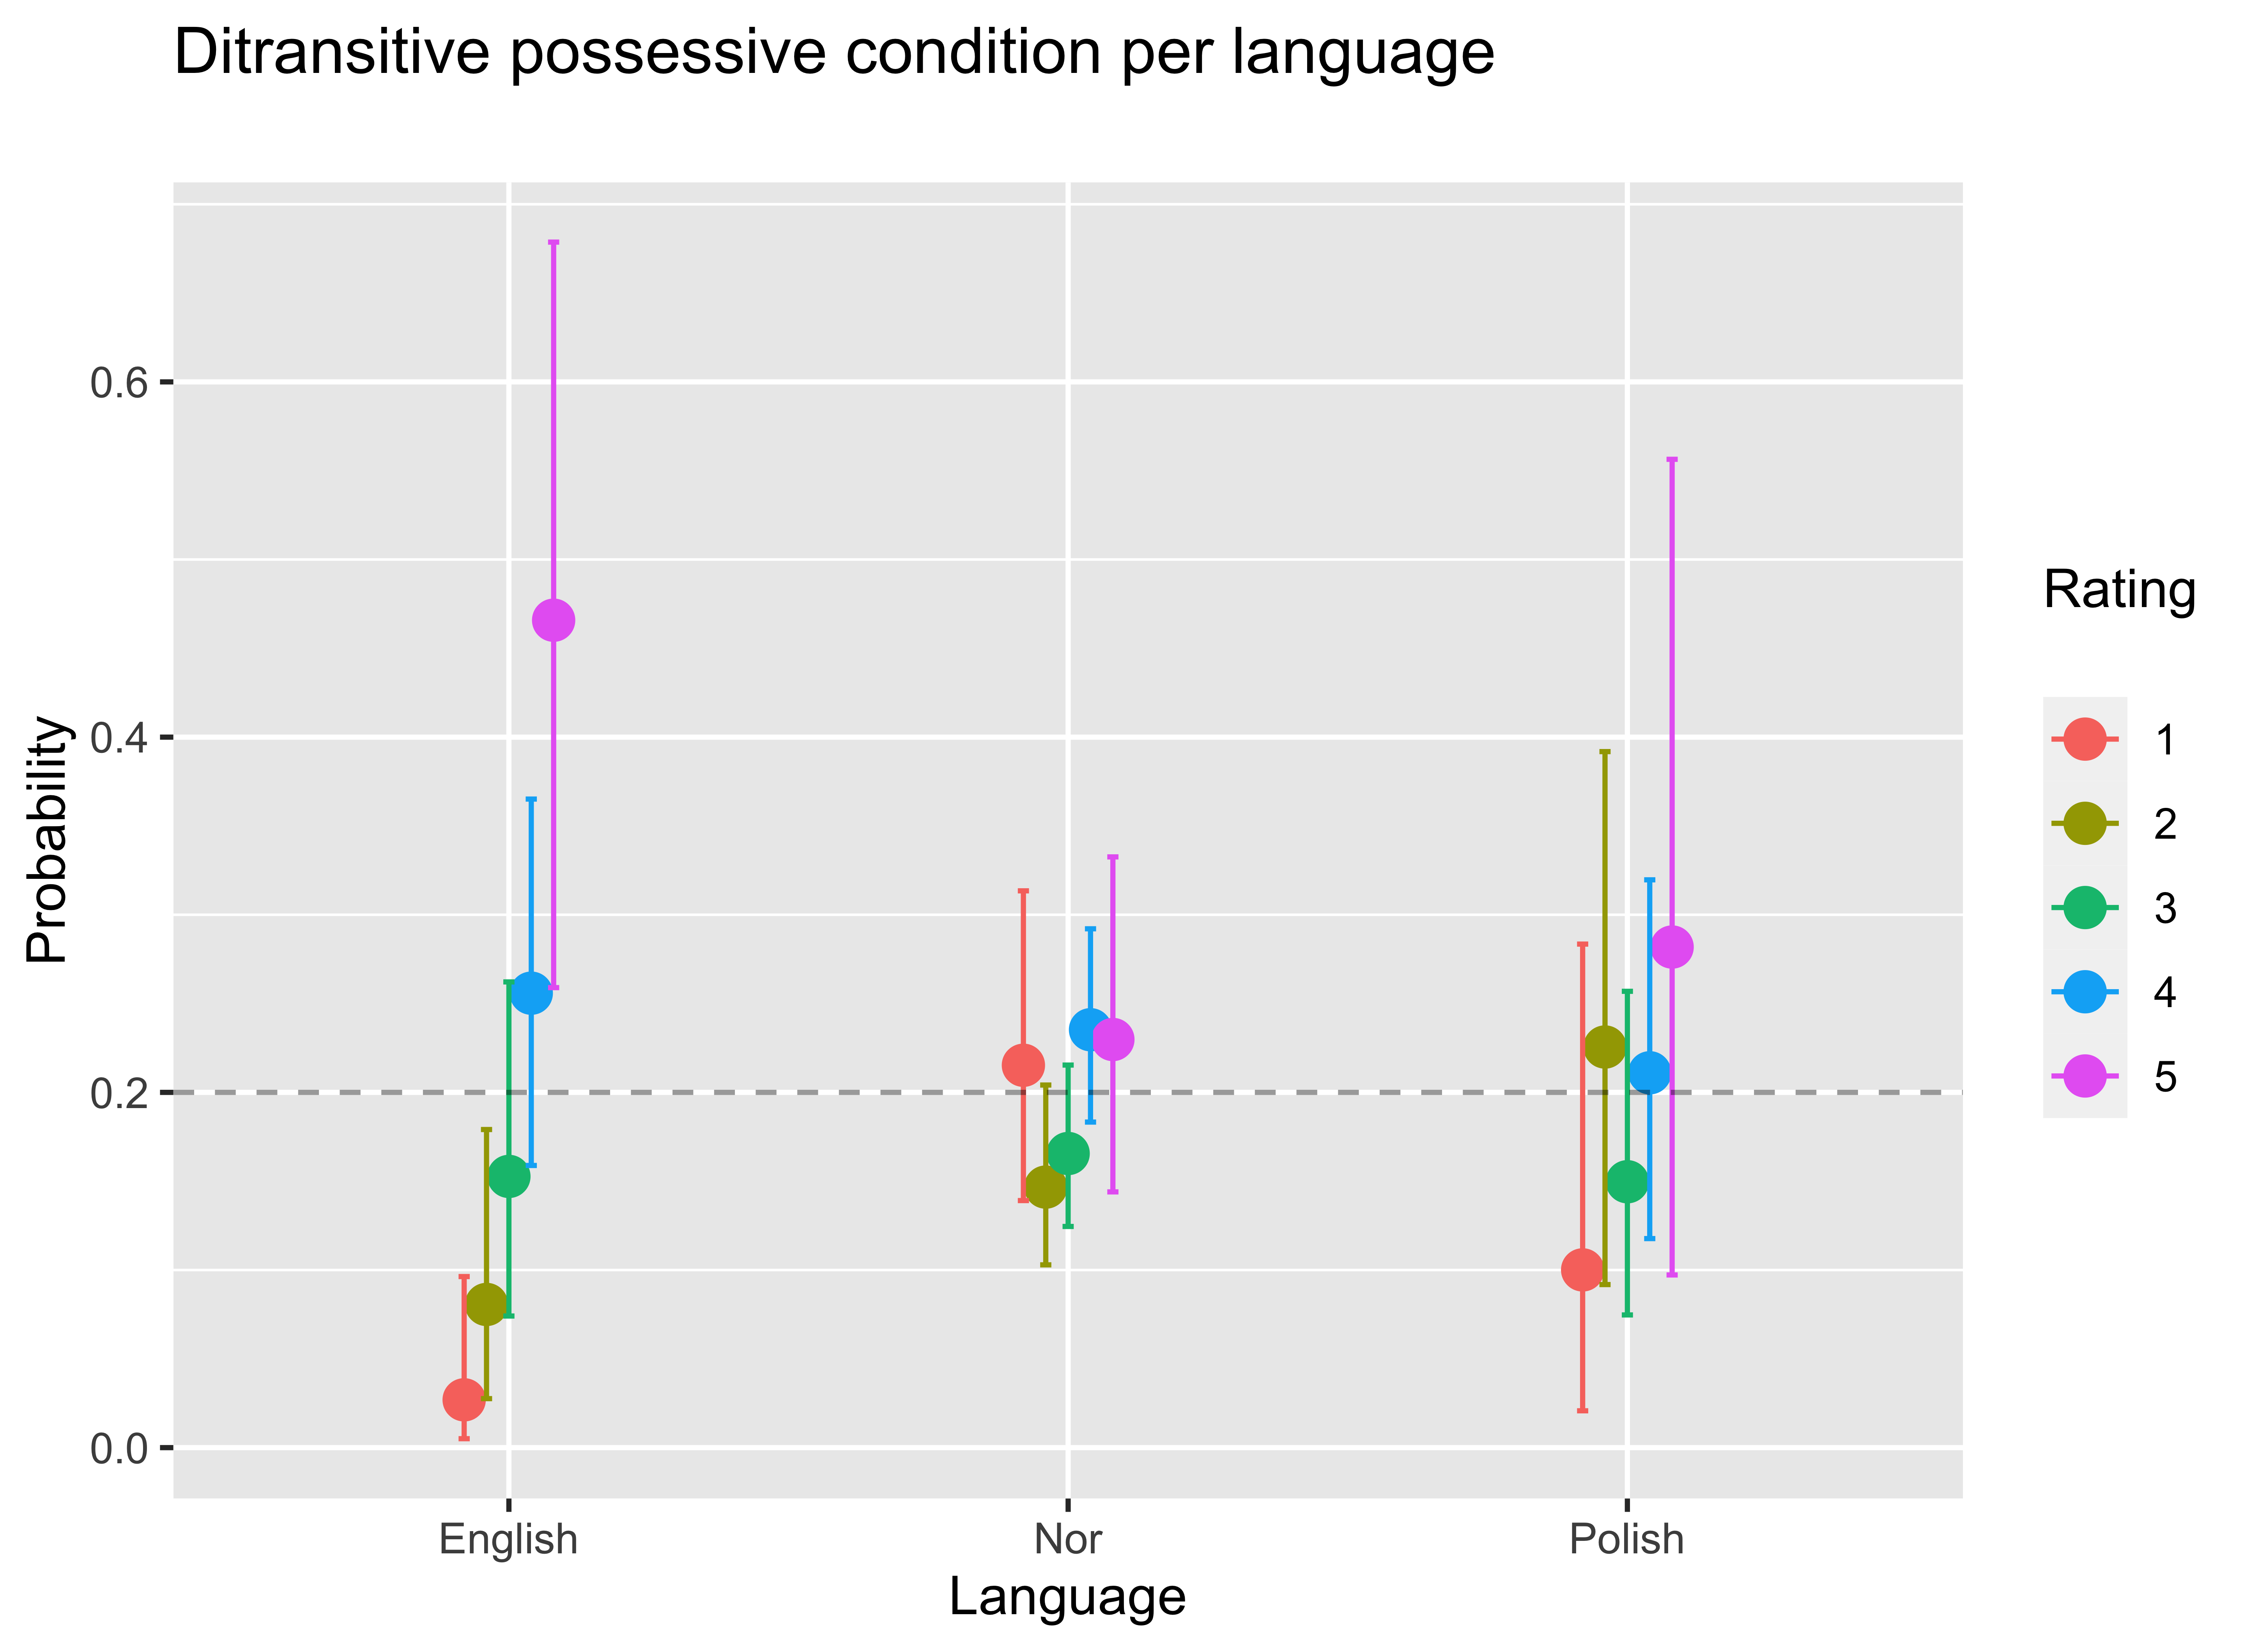 Ditransitive possessive condition per language
Probability
0.6
0.4
0.2
0.0
English
Nor
Polish
Language
Rating
1
2
3
4
5